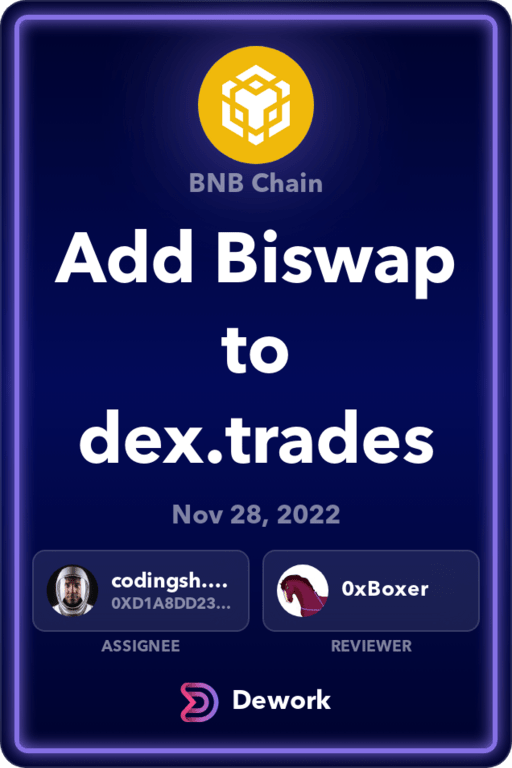 BNB Chain
Add Biswap
to
dex.trades
Nov 28, 2022
codingsh....
0XD1A8DD23...
0xBoxer
ASSIGNEE
REVIEWER
Dework